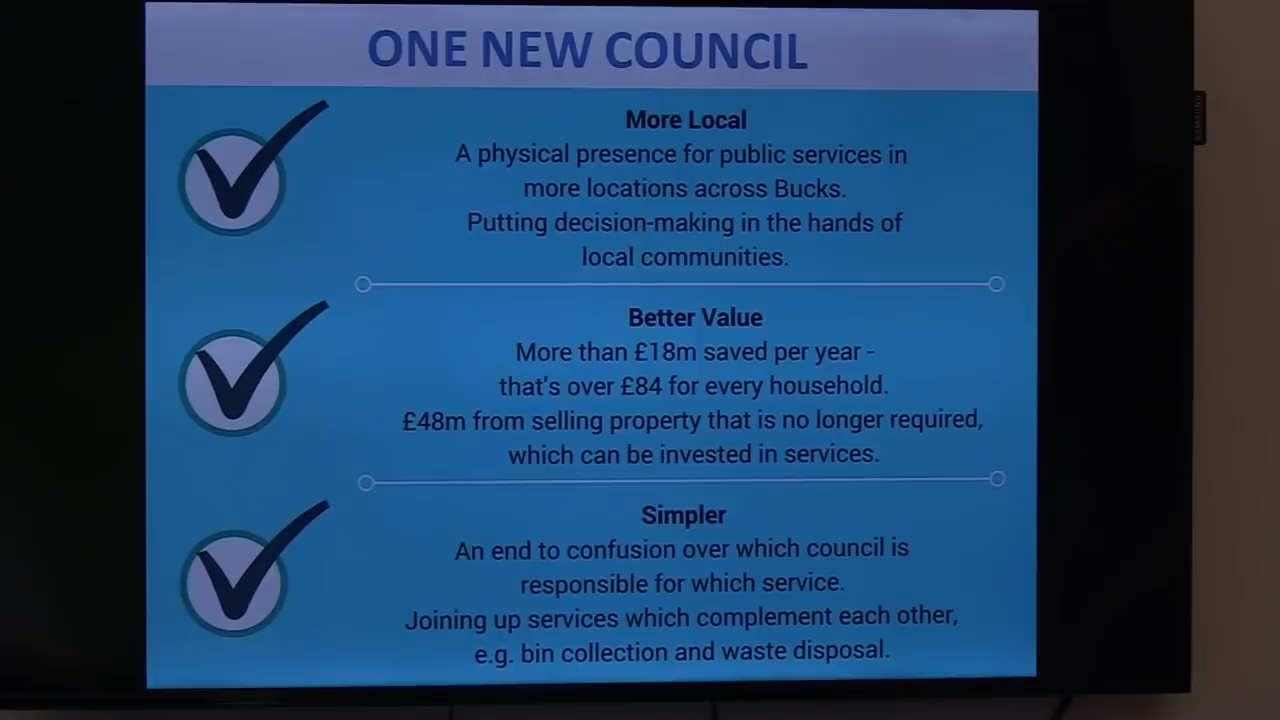 ONE NEW COUNCIL
More Local
A physical presence for public services in
more locations across Bucks.
Putting decision-making in the hands of
local communities.
Better Value
More than £18m saved per year -
that's over £84 for every household.
£48m from selling property that is no longer required,
which can be invested in services.
Simpler
An end to confusion over which council is
responsible for which service.
Joining up services which complement each other,
e.g. bin collection and waste disposal.
SAMSUNG